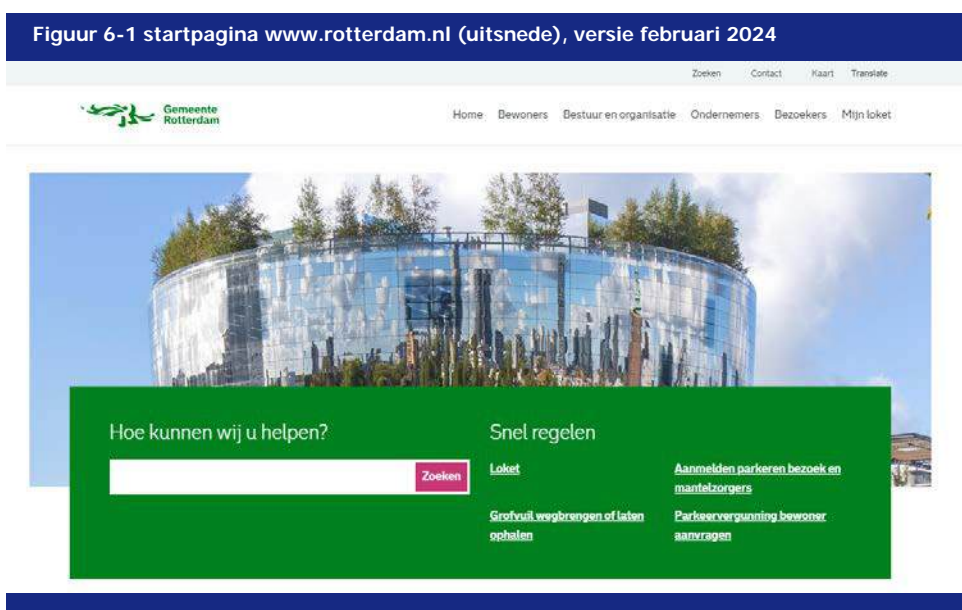 Figuur 6-1 startpagina www.rotterdam.nl (uitsnede), versie februari 2024
Zoeken Contact Kaart Translate
Gemeente
Rotterdam
Home Bewoners Bestuur en organisatie Ondernemers Bezoekers Mijn loket
Hoe kunnen wij u helpen?
Zoeken
Snel regelen
Loket
Aanmelden parkeren bezoek en
mantelzorgers
Grofvuil wegbrengen of laten
ophalen
Parkeervergunning bewoner
aanvragen